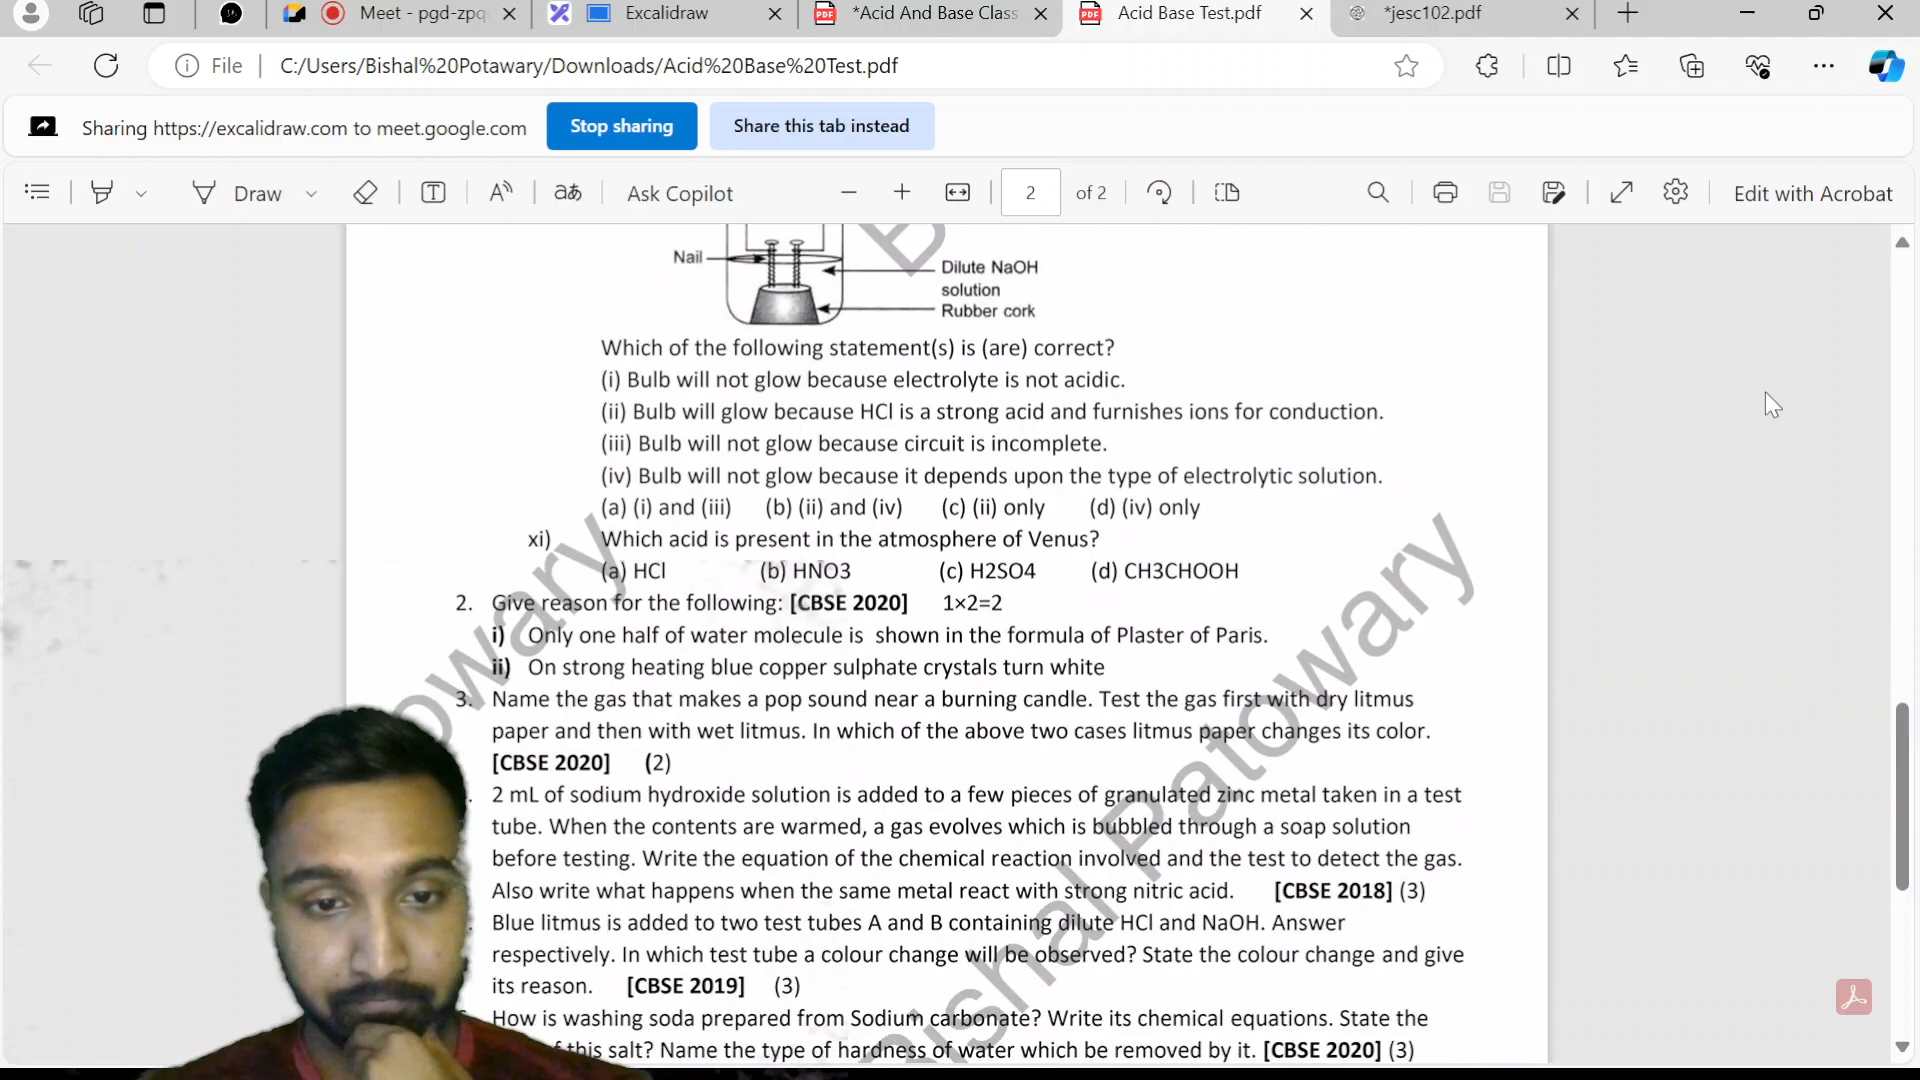 Meet - pgd-zpq
Excalidraw
*Acid And Base Class
Acid Base Test.pdf
*jesc102.pdf
File
C:/Users/Bishal%20Potawary/Downloads/Acid%20Base%20Test.pdf
Sharing https://excalidraw.com to meet.google.com
Stop sharing
Share this tab instead
Draw
Ask Copilot
2 of 2
Edit with Acrobat
Nail
Dilute NaOH
solution
Rubber cork
Which of the following statement(s) is (are) correct?
(i) Bulb will not glow because electrolyte is not acidic.
(ii) Bulb will glow because HCl is a strong acid and furnishes ions for conduction.
(iii) Bulb will not glow because circuit is incomplete.
(iv) Bulb will not glow because it depends upon the type of electrolytic solution.
(a) (i) and (iii) (b) (ii) and (iv) (c) (ii) only (d) (iv) only
xi) Which acid is present in the atmosphere of Venus?
(a) HCl (b) HNO3 (c) H2SO4 (d) CH3CHOOH
2. Give reason for the following: [CBSE 2020] 1×2=2
i) Only one half of water molecule is shown in the formula of Plaster of Paris.
ii) On strong heating blue copper sulphate crystals turn white
3. Name the gas that makes a pop sound near a burning candle. Test the gas first with dry litmus
paper and then with wet litmus. In which of the above two cases litmus paper changes its color.
[CBSE 2020] (2)
2 mL of sodium hydroxide solution is added to a few pieces of granulated zinc metal taken in a test
tube. When the contents are warmed, a gas evolves which is bubbled through a soap solution
before testing. Write the equation of the chemical reaction involved and the test to detect the gas.
Also write what happens when the same metal react with strong nitric acid. [CBSE 2018] (3)
Blue litmus is added to two test tubes A and B containing dilute HCl and NaOH. Answer
respectively. In which test tube a colour change will be observed? State the colour change and give
its reason. [CBSE 2019] (3)
How is washing soda prepared from Sodium carbonate? Write its chemical equations. State the
of this salt? Name the type of hardness of water which be removed by it. [CBSE 2020] (3)
Bishal Patowary